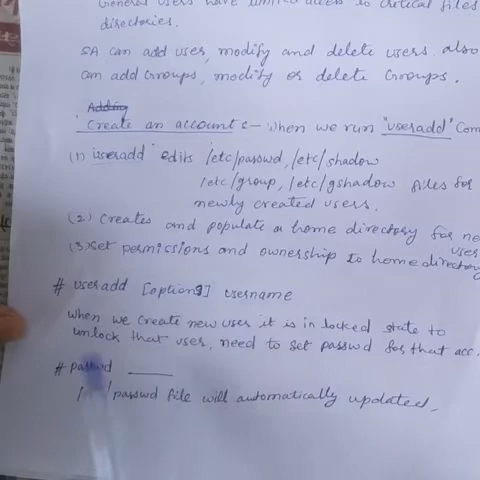 General users have limited access to critical files
directories.
SA can add user, modify and delete users. also
can add Groups, modify or delete Groups.
Adding
Create an account :- When we run "useradd" Com
(1) useradd edits /etc/passwd, /etc/shadow
/etc/group, /etc/gshadow files for
newly created users.
(2) Creates and populate a home directory for ne
(3) set permissions and ownership to home directory
user
# useradd [options] username
when we create new user it is in locked state to
unlock that user, need to set passwd for that acc.
# passwd ____
/passwd file will automatically updated.